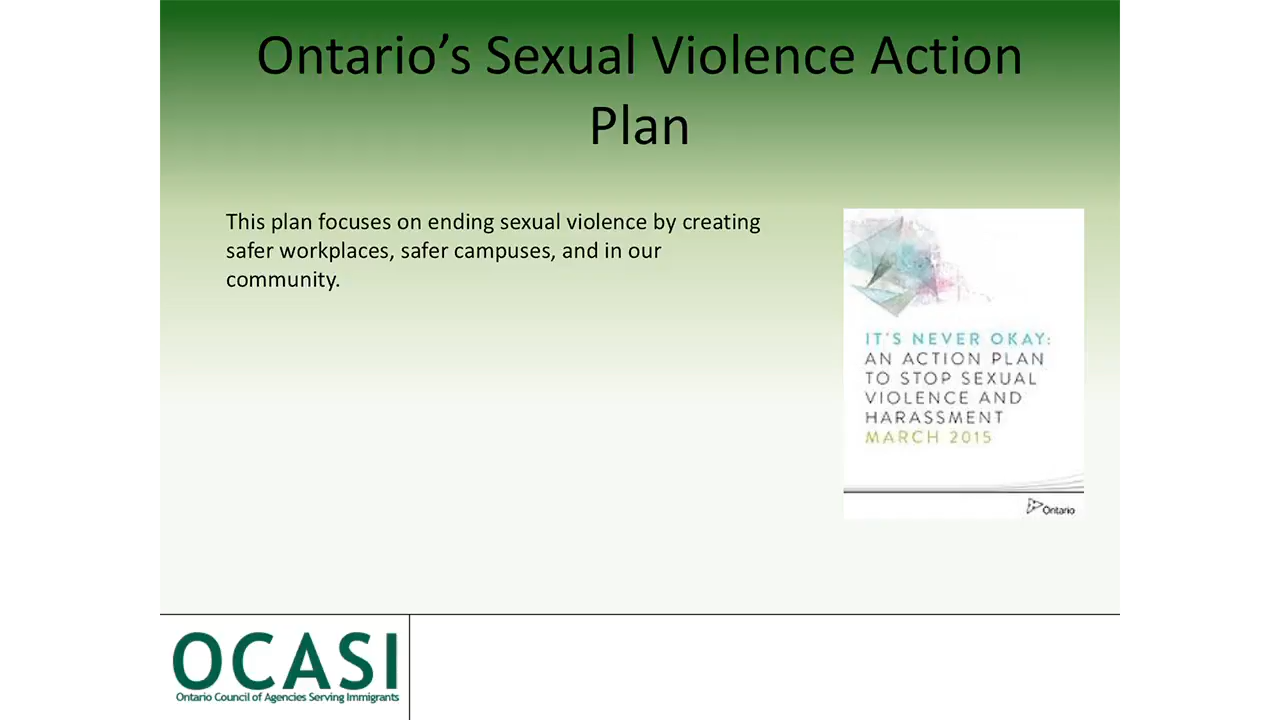 Ontario’s Sexual Violence Action
Plan
This plan focuses on ending sexual violence by creating
safer workplaces, safer campuses, and in our
community.
IT'S NEVER OKAY:
AN ACTION PLAN
TO STOP SEXUAL
VIOLENCE AND
HARASSMENT
MARCH 2015
Ontario
OCASI
Ontario Council of Agencies Serving Immigrants